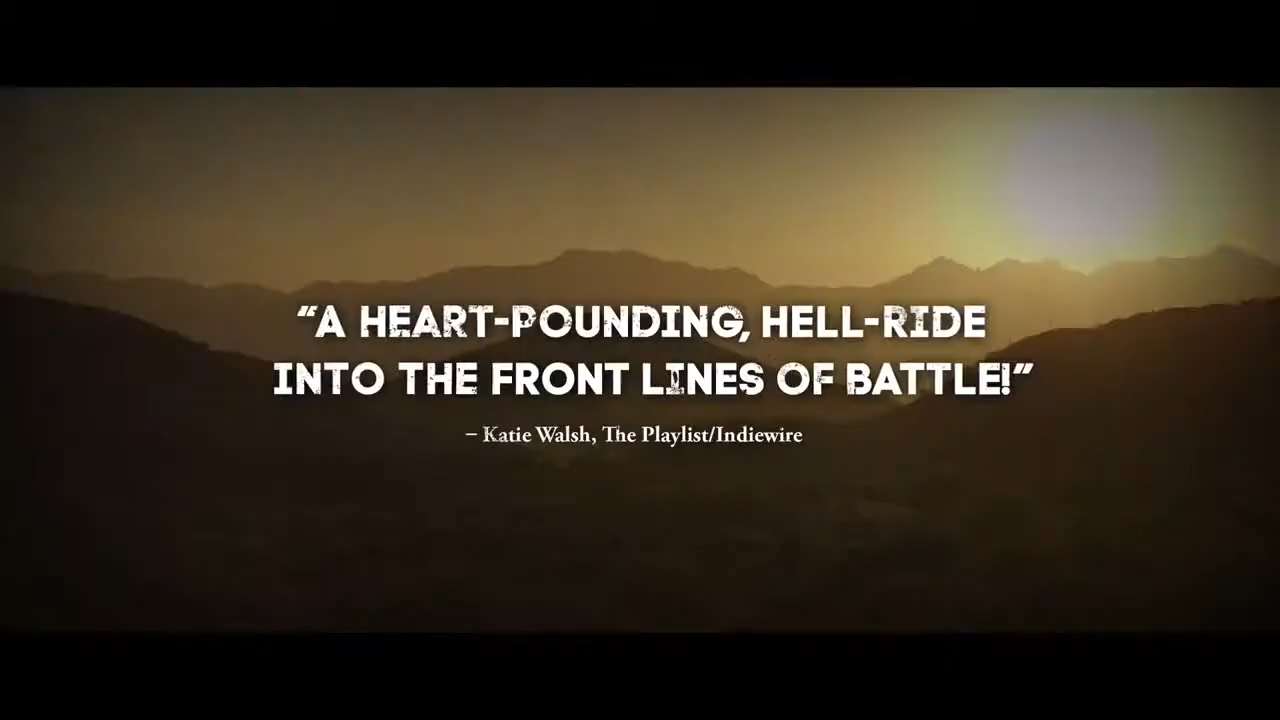 “A HEART-POUNDING, HELL-RIDE
INTO THE FRONT LINES OF BATTLE!”
– Katie Walsh, The Playlist/Indiewire